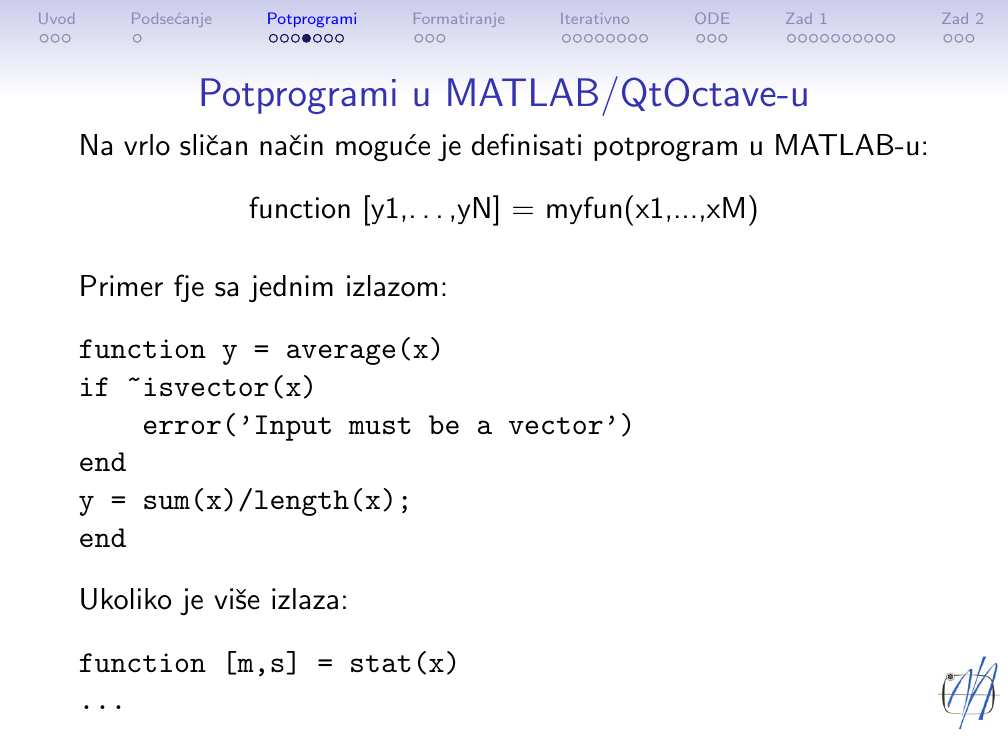 Uvod Podsećanje Potprogrami Formatiranje Iterativno ODE Zad 1 Zad 2
Potprogrami u MATLAB/QtOctave-u
Na vrlo sličan način moguće je definisati potprogram u MATLAB-u:
function [y1,. . . ,yN] = myfun(x1,...,xM)
Primer fje sa jednim izlazom:
function y = average(x)
if ~isvector(x)
    error('Input must be a vector')
end
y = sum(x)/length(x);
end
Ukoliko je više izlaza:
function [m,s] = stat(x)
...